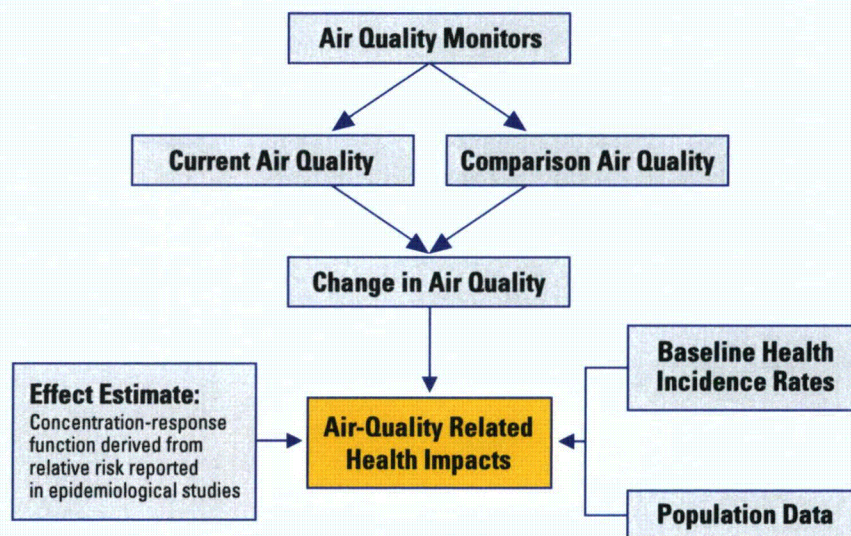 Air Quality Monitors
Current Air Quality
Comparison Air Quality
Change in Air Quality
Baseline Health
Incidence Rates
Effect Estimate:
Concentration-response
function derived from
relative risk reported
in epidemiological studies
Air-Quality Related
Health Impacts
Population Data